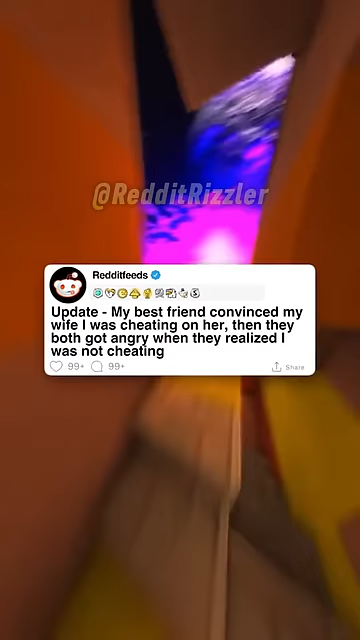 @RedditRizzler
Redditfeeds
Update - My best friend convinced my
wife I was cheating on her, then they
both got angry when they realized I
was not cheating
99+ 99+ Share